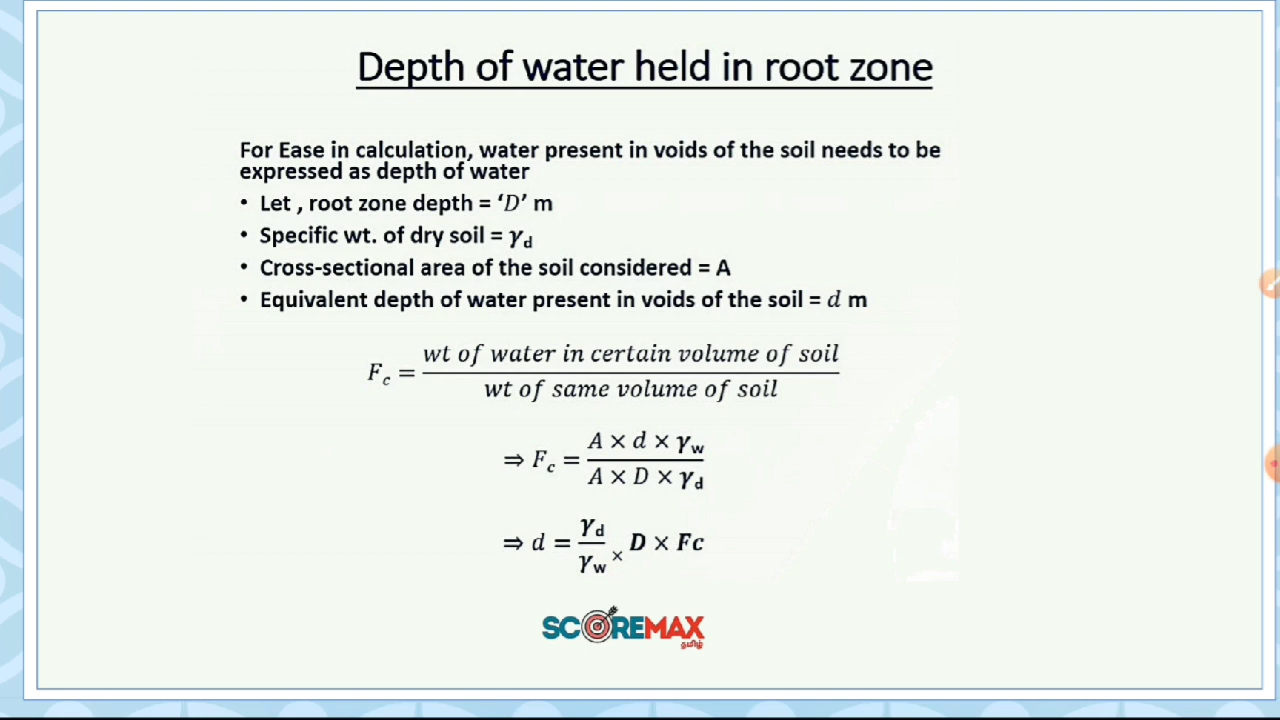 Depth of water held in root zone
For Ease in calculation, water present in voids of the soil needs to be
expressed as depth of water
• Let , root zone depth = ‘D’ m
• Specific wt. of dry soil = γd
• Cross-sectional area of the soil considered = A
• Equivalent depth of water present in voids of the soil = d m
Fc = wt of water in certain volume of soil / wt of same volume of soil
⇒ Fc = A × d × γw / A × D × γd
⇒ d = γd / γw × D × Fc
SCOREMAX
தமிழ்